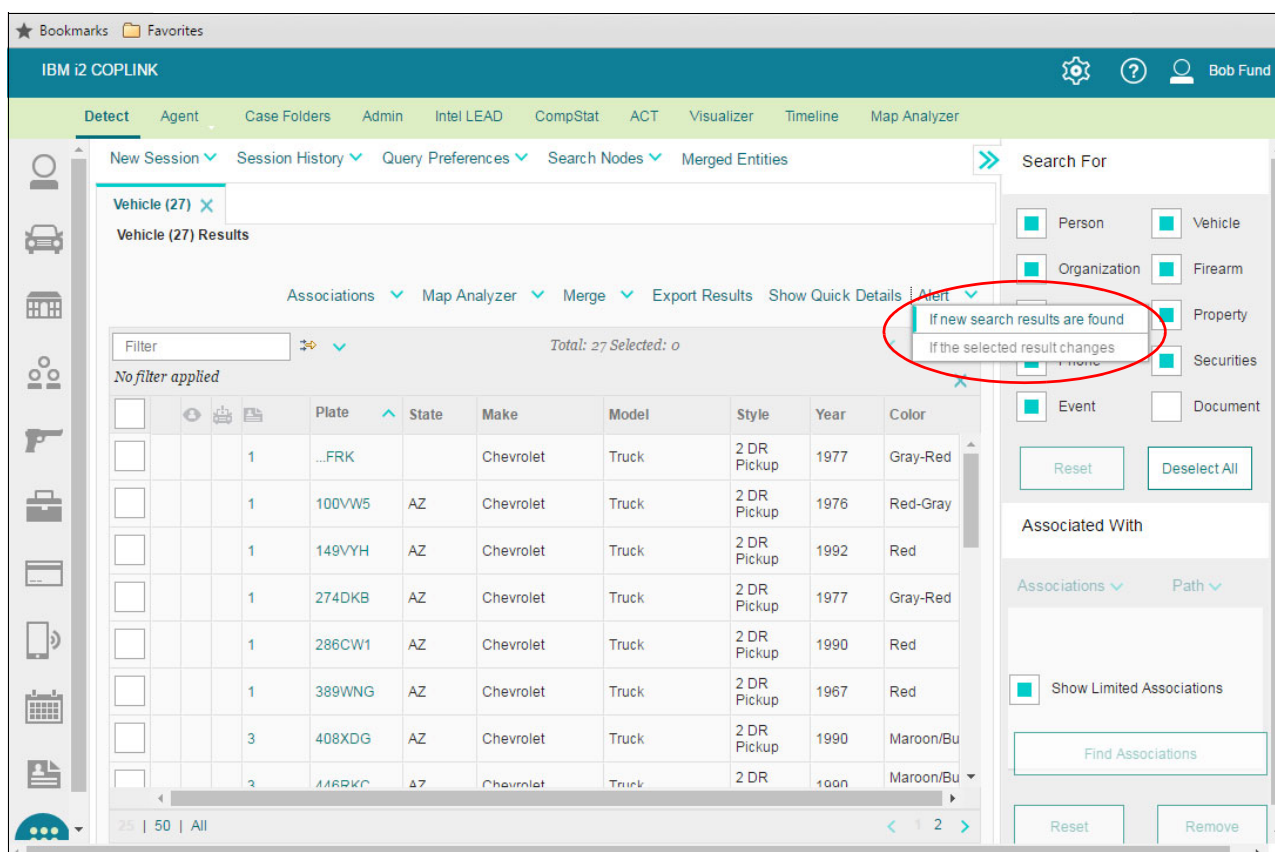 Bookmarks Favorites
IBM i2 COPLINK Bob Fund
Detect Agent Case Folders Admin Intel LEAD CompStat ACT Visualizer Timeline Map Analyzer
New Session Session History Query Preferences Search Nodes Merged Entities
Vehicle (27)
Vehicle (27) Results
Associations Map Analyzer Merge Export Results Show Quick Details Alert
If new search results are found
If the selected result changes
Filter Total: 27 Selected: 0
No filter applied
Plate State Make Model Style Year Color
1 ...FRK Chevrolet Truck 2 DR Pickup 1977 Gray-Red
1 100VW5 AZ Chevrolet Truck 2 DR Pickup 1976 Red-Gray
1 149VYH AZ Chevrolet Truck 2 DR Pickup 1992 Red
1 274DKB AZ Chevrolet Truck 2 DR Pickup 1977 Gray-Red
1 286CW1 AZ Chevrolet Truck 2 DR Pickup 1990 Red
1 389WNG AZ Chevrolet Truck 2 DR Pickup 1967 Red
3 408XDG AZ Chevrolet Truck 2 DR Pickup 1990 Maroon/Bu
3 446RKC AZ Chevrolet Truck 2 DR 1990 Maroon/Bu
25 | 50 | All 1 2
Search For
Person Vehicle
Organization Firearm
Property
Phone Securities
Event Document
Reset Deselect All
Associated With
Associations Path
Show Limited Associations
Find Associations
Reset Remove